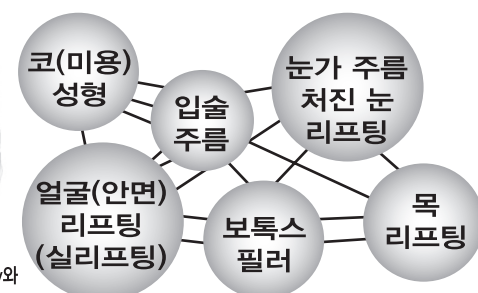 코(미용)
성형
입술
주름
눈가 주름
처진 눈
리프팅
얼굴(안면)
리프팅
(실리프팅)
보톡스
필러
목
리프팅
와